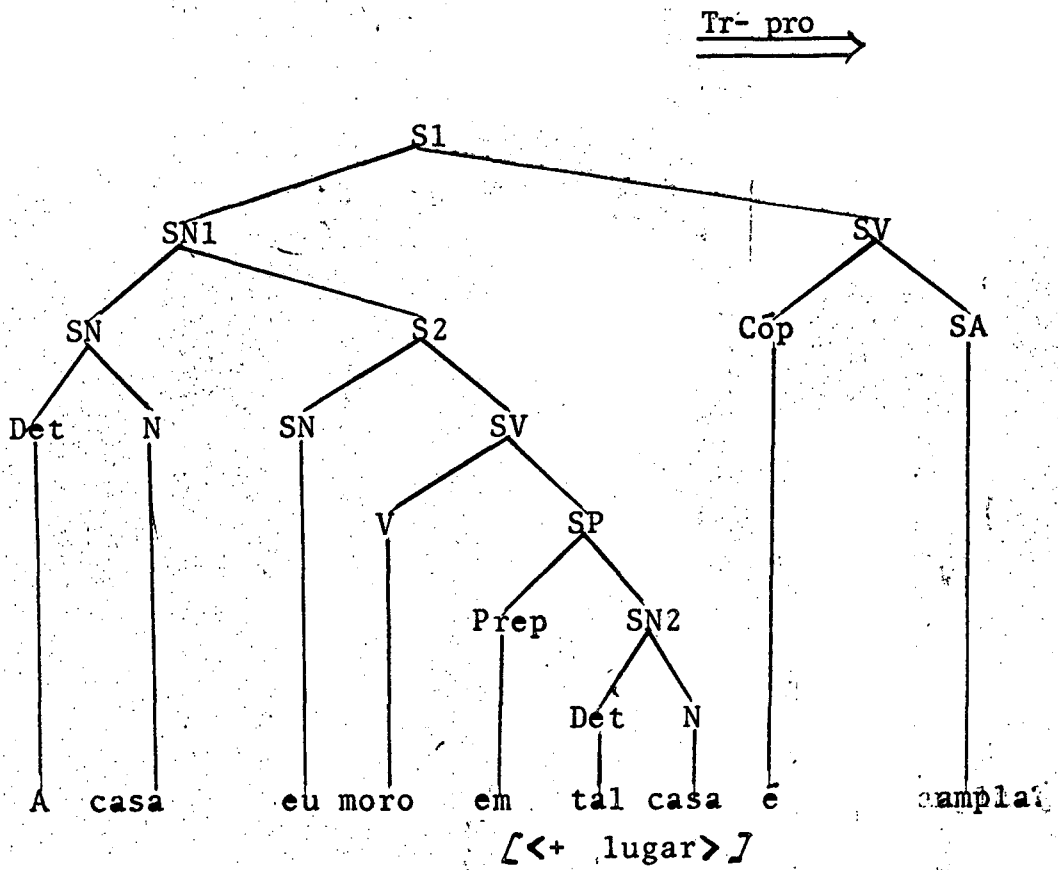 Tr- pro
S1
SN1 SV
SN S2 Cóp SA
Det N SN SV
V SP
Prep SN2
Det N
A casa eu moro em tal casa é ampla
[<+ lugar>]